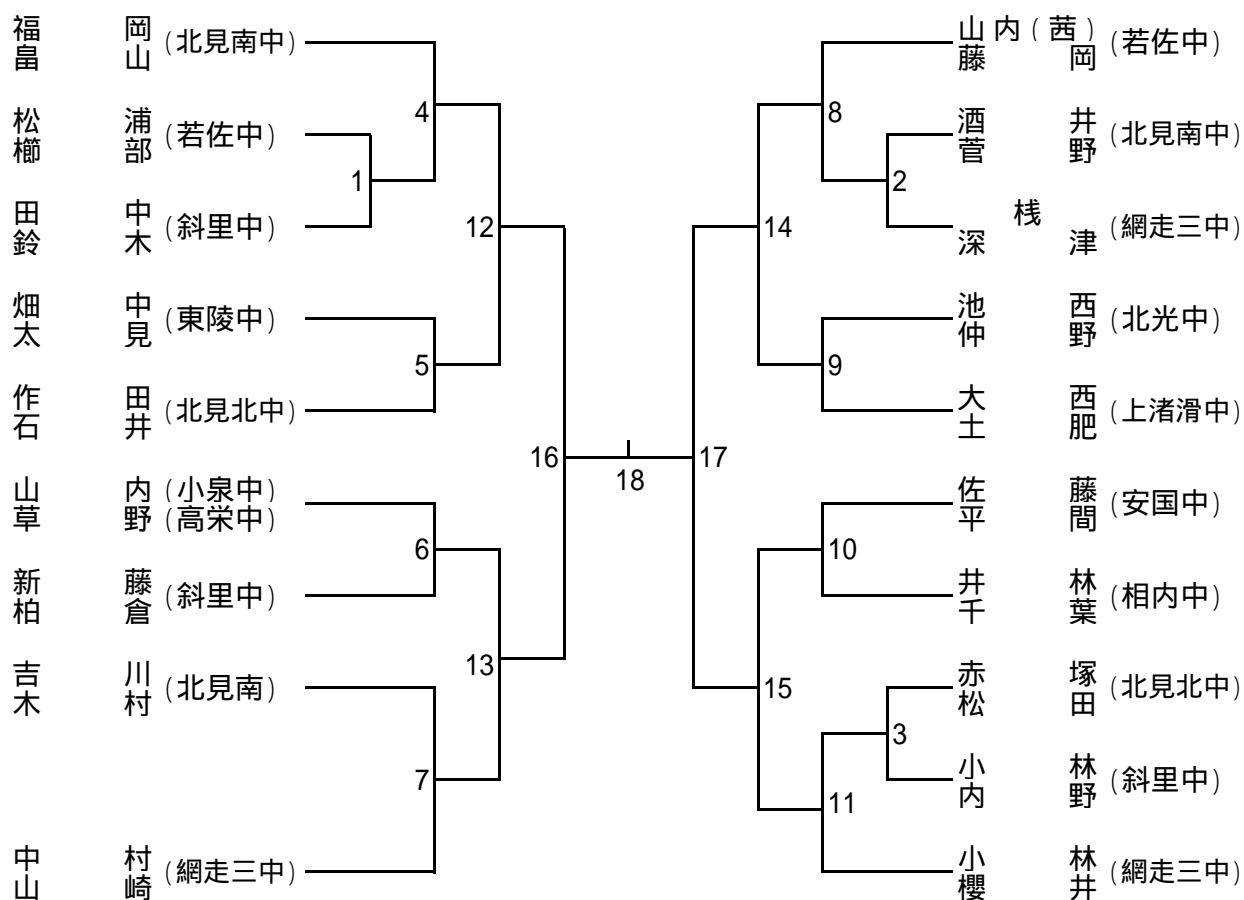 福岡
畠山
(北見南中)
松浦
櫛部
(若佐中)
田中
鈴木
(斜里中)
畑中
太見
(東陵中)
作田
石井
(北見北中)
山内(小泉中)
草野(高栄中)
新藤
柏倉
(斜里中)
吉川
木村
(北見南)
中村
山崎
(網走三中)
4
1
12
5
16
6
13
7
18
17
8
2
14
9
10
15
3
11
山内(茜)
藤岡
(若佐中)
酒井
菅野
(北見南中)
桟
深津
(網走三中)
池西
仲野
(北光中)
大西
土肥
(上渚滑中)
佐藤
平間
(安国中)
井林
千葉
(相内中)
赤塚
松田
(北見北中)
小林
内野
(斜里中)
小林
櫻井
(網走三中)